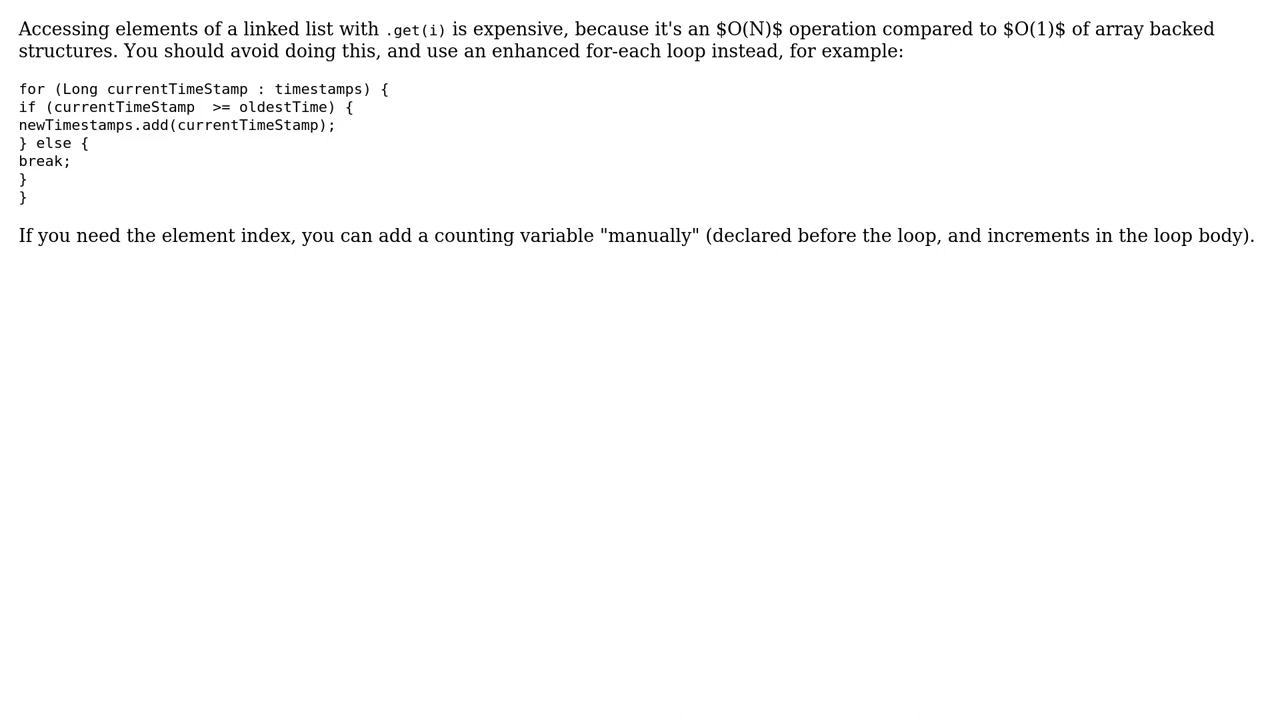 Accessing elements of a linked list with .get(i) is expensive, because it's an $O(N)$ operation compared to $O(1)$ of array backed
structures. You should avoid doing this, and use an enhanced for-each loop instead, for example:
for (Long currentTimeStamp : timestamps) {
if (currentTimeStamp  >= oldestTime) {
newTimestamps.add(currentTimeStamp);
} else {
break;
}
}
If you need the element index, you can add a counting variable "manually" (declared before the loop, and increments in the loop body).